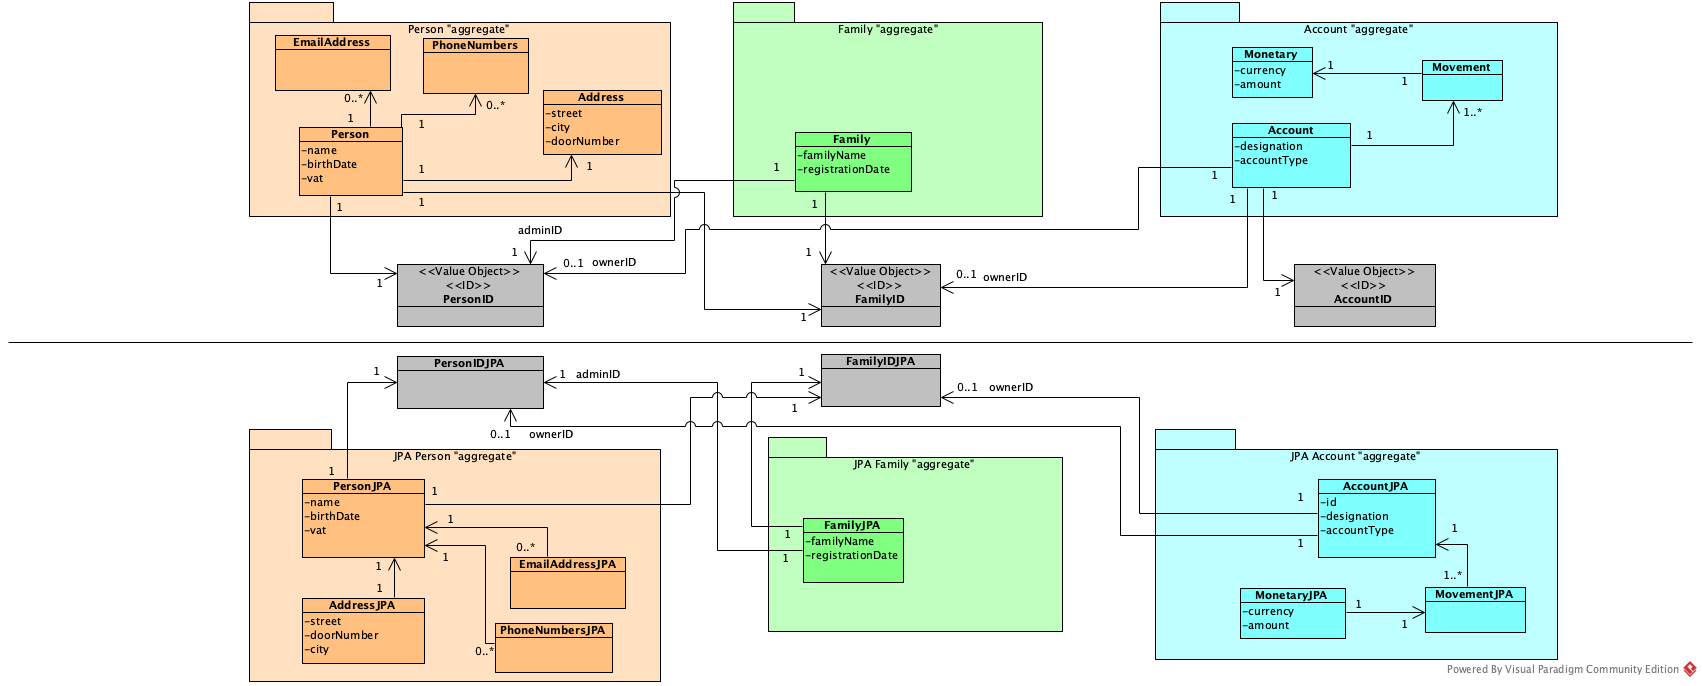 Person "aggregate"
EmailAddress
PhoneNumbers
0..*
0..*
1
1
Address
-street
-city
-doorNumber
Person
-name
-birthDate
-vat
1
1
1
1
Family "aggregate"
Family
-familyName
-registrationDate
1
1
Account "aggregate"
Monetary
-currency
-amount
1
1
Movement
1..*
Account
-designation
-accountType
1
1
1
1
adminID
1
0..1 ownerID
1
<<Value Object>>
<<ID>>
PersonID
1
1
<<Value Object>>
<<ID>>
FamilyID
0..1 ownerID
1
<<Value Object>>
<<ID>>
AccountID
1
PersonIDJPA
1 adminID
0..1 ownerID
1
1
FamilyIDJPA
0..1 ownerID
JPA Person "aggregate"
1
PersonJPA
-name
-birthDate
-vat
1
1
1
0..*
EmailAddressJPA
1
1
AddressJPA
-street
-doorNumber
-city
PhoneNumbersJPA
0..*
JPA Family "aggregate"
FamilyJPA
-familyName
-registrationDate
1
1
JPA Account "aggregate"
AccountJPA
-id
-designation
-accountType
1
1
1
1..*
MonetaryJPA
-currency
-amount
1
1
MovementJPA
Powered By Visual Paradigm Community Edition